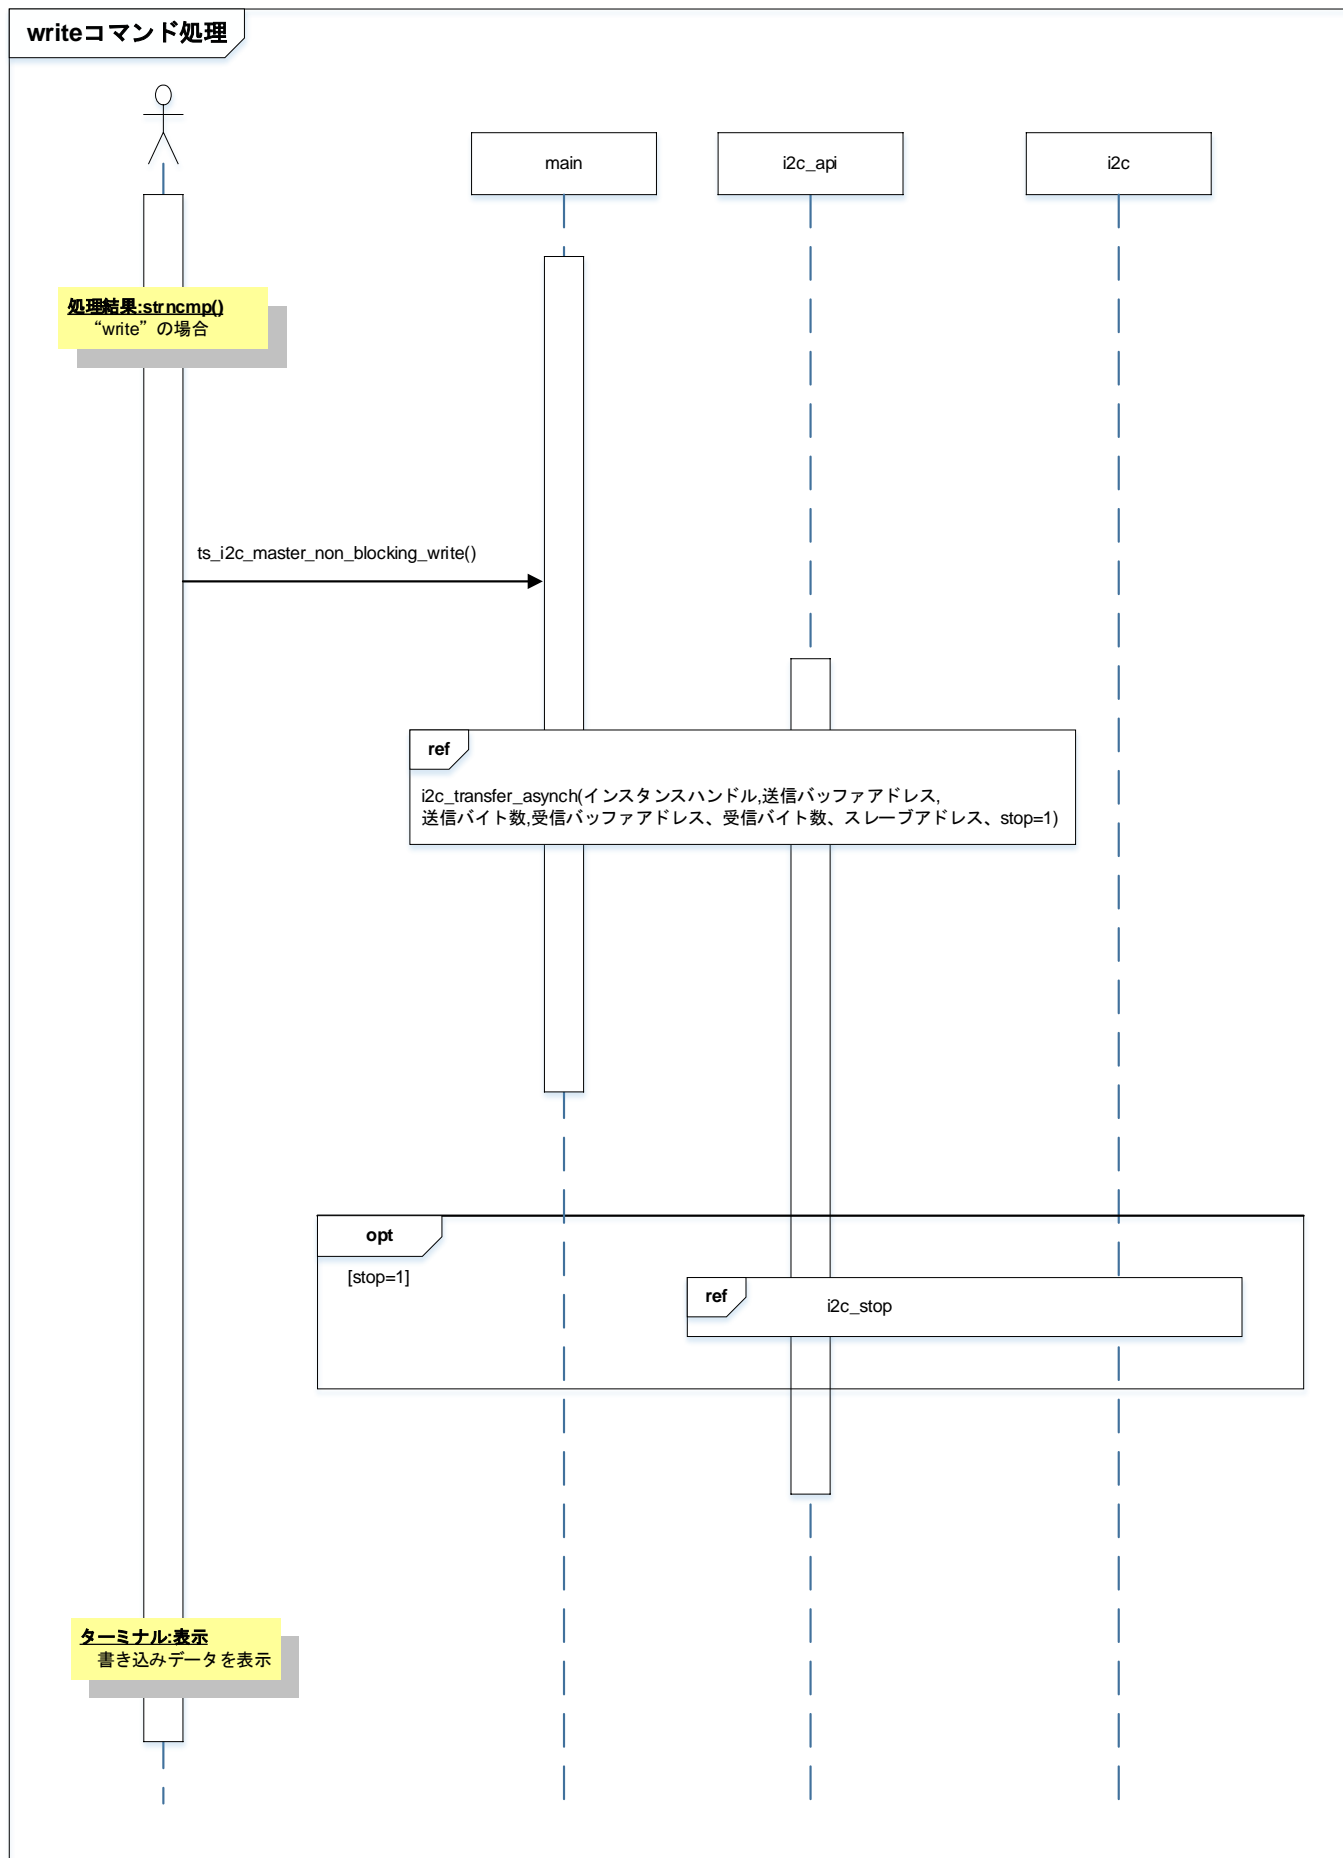 writeコマンド処理
main
i2c_api
i2c
処理結果:strncmp()
“write”の場合
ts_i2c_master_non_blocking_write()
ref
i2c_transfer_asynch(インスタンスハンドル,送信バッファアドレス,
送信バイト数,受信バッファアドレス、受信バイト数、スレーブアドレス、stop=1)
opt
[stop=1]
ref
i2c_stop
ターミナル:表示
書き込みデータを表示